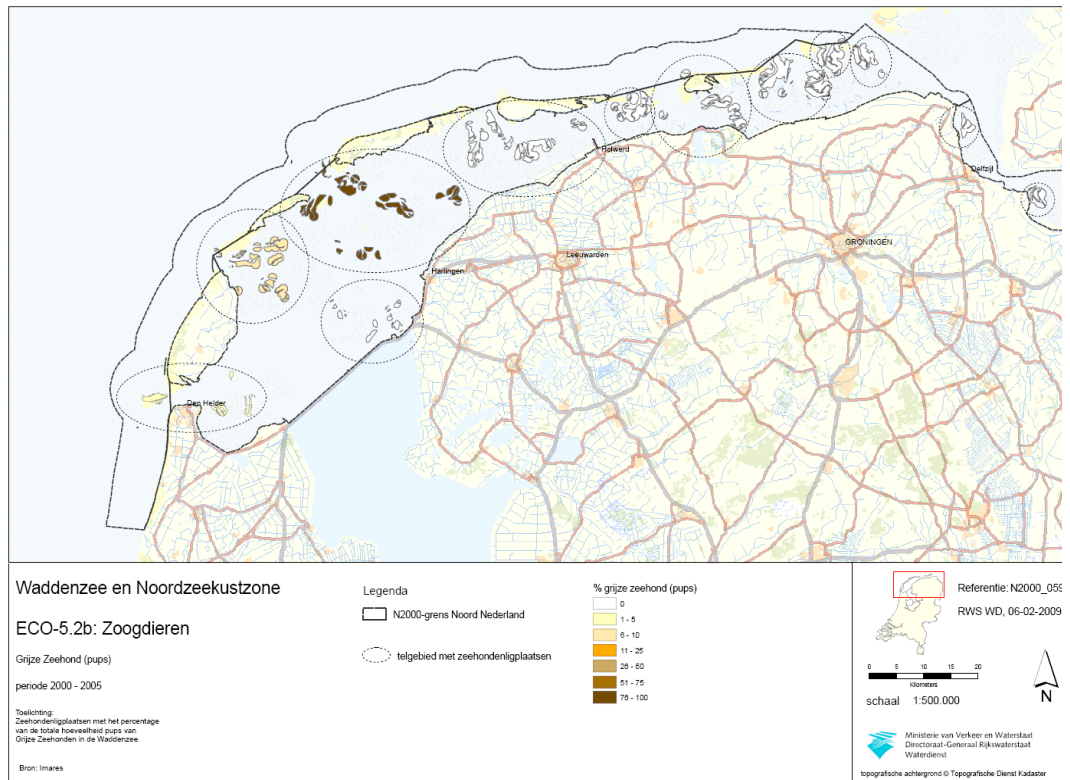 Holwerd
Delfzijl
GRONINGEN
Leeuwarden
Harlingen
Den Helder
Waddenzee en Noordzeekustzone
ECO-5.2b: Zoogdieren
Grijze Zeehond (pups)
periode 2000 - 2005
Toelichting:
Zeehondenligplaatsen met het percentage
van de totale hoeveelheid pups van
Grijze Zeehonden in de Waddenzee
Bron: Imares
Legenda
N2000-grens Noord Nederland
telgebied met zeehondenligplaatsen
% grijze zeehond (pups)
0
1 - 5
6 - 10
11 - 25
26 - 50
51 - 75
76 - 100
Referentie: N2000_059
RWS WD, 06-02-2009
0 5 10 15 20
Kilometers
schaal 1:500.000
N
Ministerie van Verkeer en Waterstaat
Directoraat-Generaal Rijkswaterstaat
Waterdienst
topografische achtergrond © Topografische Dienst Kadaster